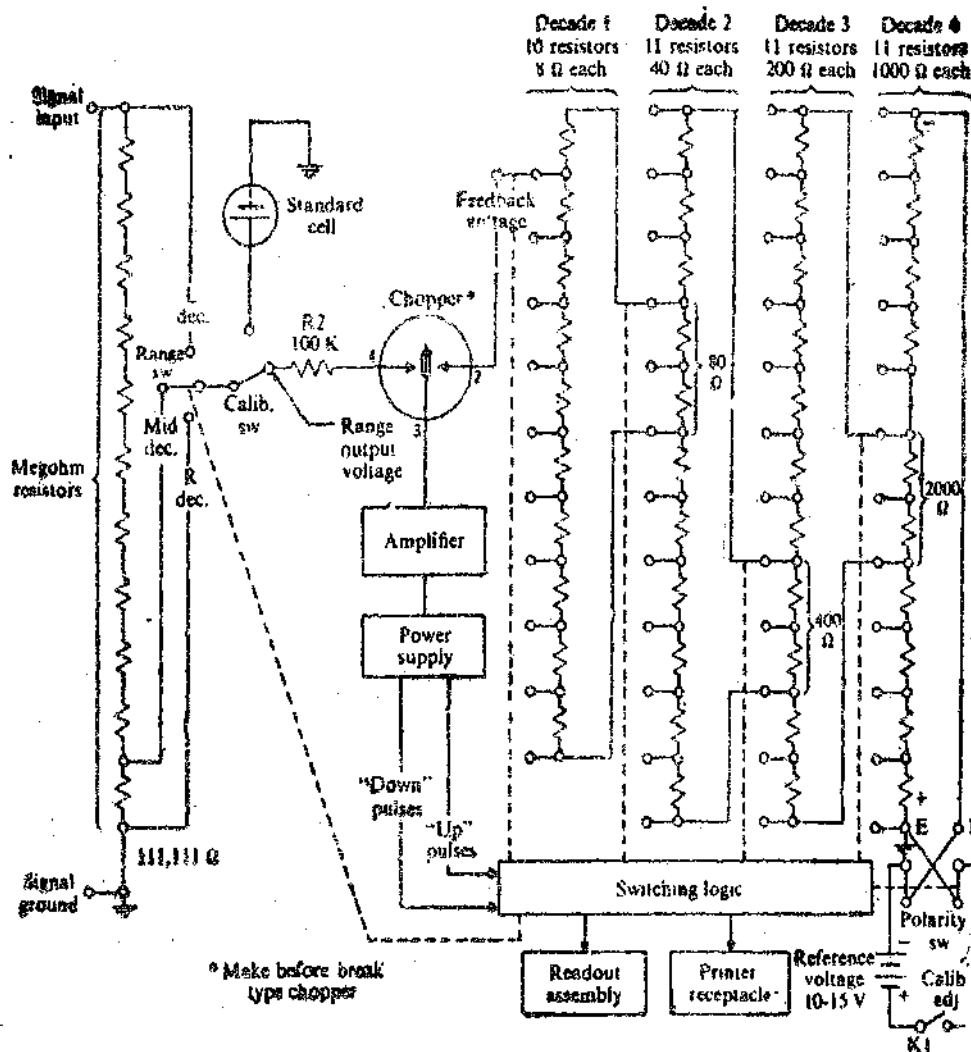 Decade 1
10 resistors
8 Ω each
Decade 2
11 resistors
40 Ω each
Decade 3
11 resistors
200 Ω each
Decade 4
11 resistors
1000 Ω each
Signal
input
Standard
cell
Feedback
voltage
Chopper*
dec.
R2
100 K
4
2
3
Range
sw
Calib.
sw
Mid
dec.
R
dec.
Range
output
voltage
Megohm
resistors
80
Ω
2000
Ω
400
Ω
Amplifier
Power
supply
"Down"
pulses
"Up"
pulses
111,111 Ω
Signal
ground
+
E
Switching logic
Polarity
sw
* Make before break
type chopper
Readout
assembly
Printer
receptacle
Reference
voltage
10-15 V
−
+
Calib
adj
K1